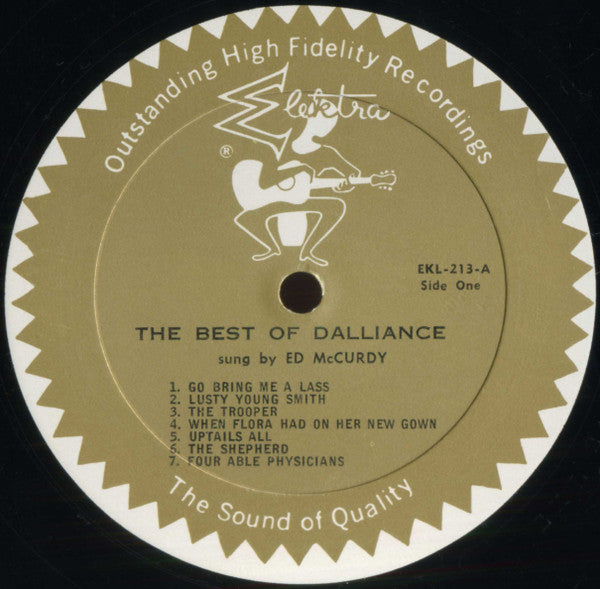 Outstanding High Fidelity Recordings
Elektra
®
EKL-213-A
Side One
THE BEST OF DALLIANCE
sung by ED McCURDY
1. GO BRING ME A LASS
2. LUSTY YOUNG SMITH
3. THE TROOPER
4. WHEN FLORA HAD ON HER NEW GOWN
5. UPTAILS ALL
6. THE SHEPHERD
7. FOUR ABLE PHYSICIANS
The Sound of Quality